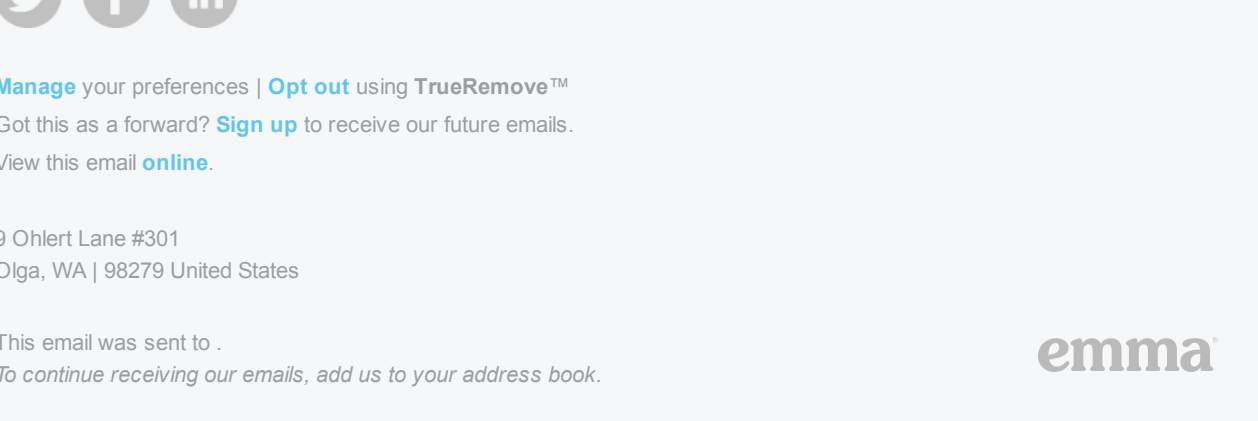 Manage your preferences | Opt out using TrueRemove™
Got this as a forward? Sign up to receive our future emails.
View this email online.
9 Ohlert Lane #301
Olga, WA | 98279 United States
This email was sent to .
To continue receiving our emails, add us to your address book.
emma®